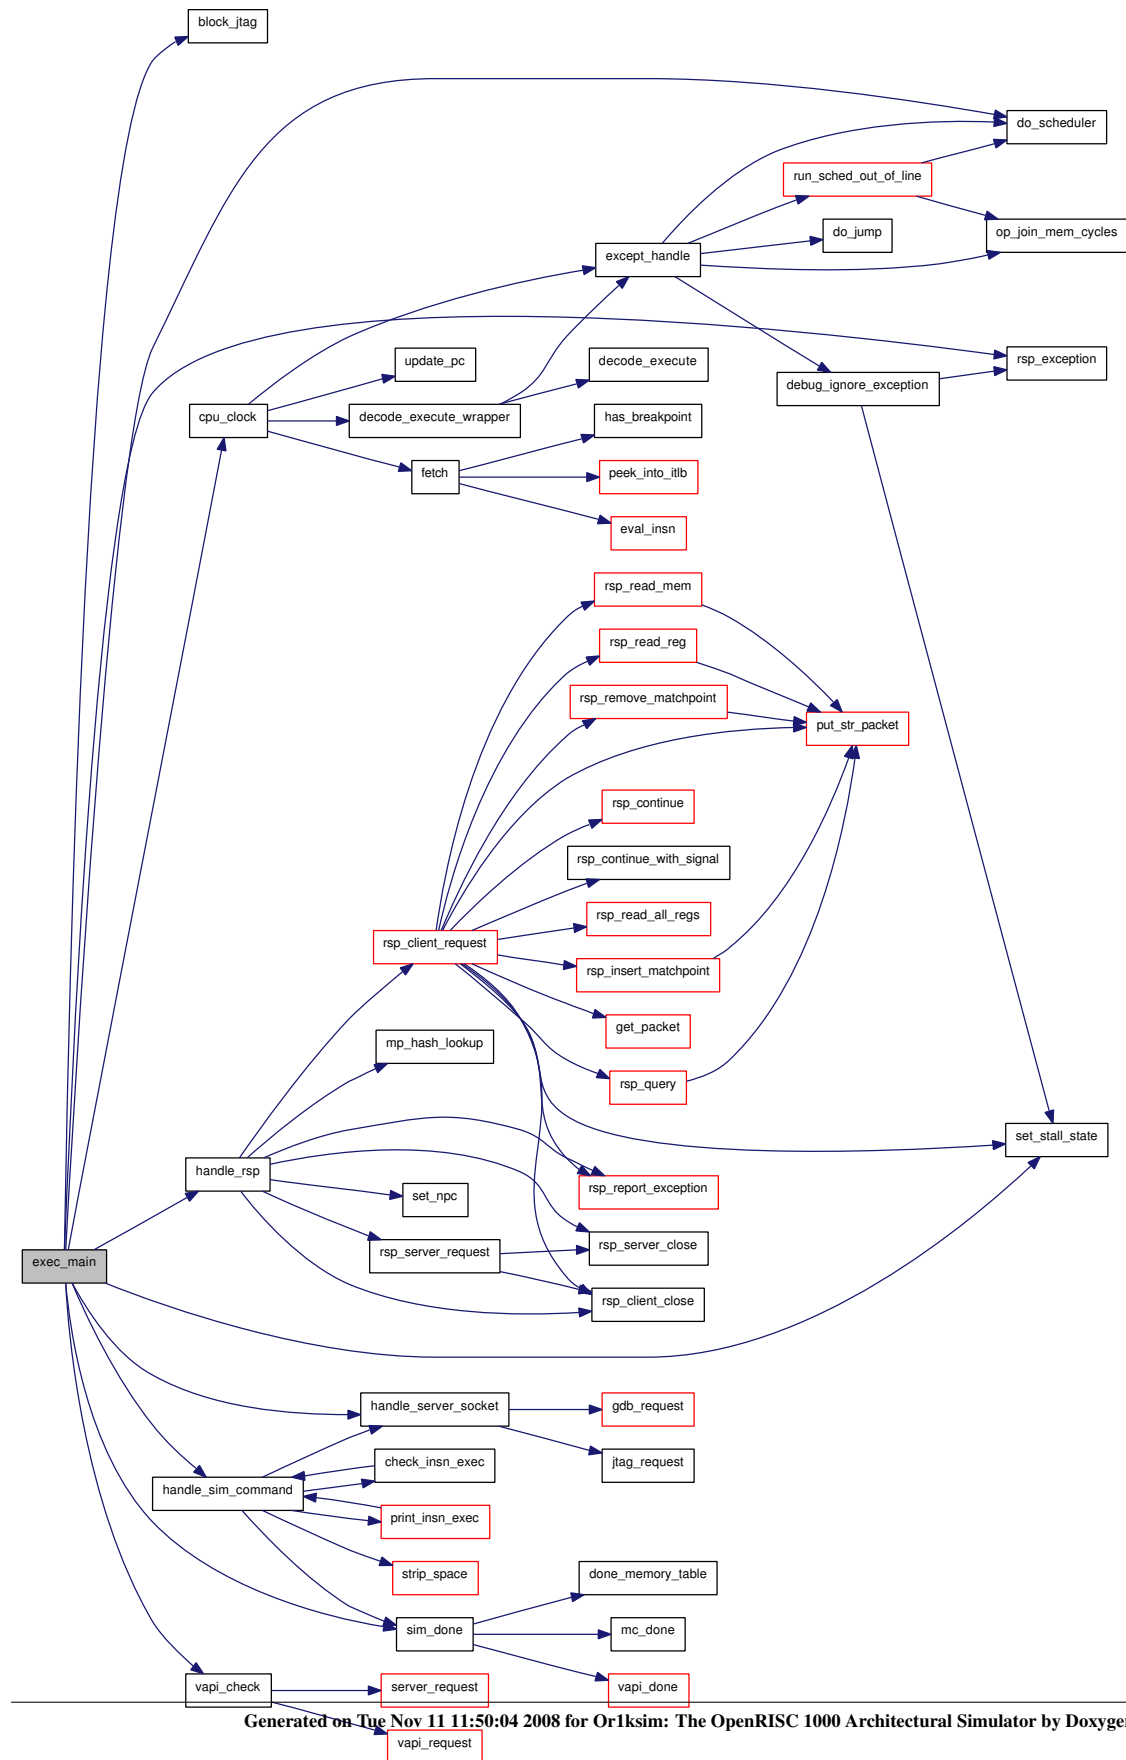 block_jtag
do_scheduler
run_sched_out_of_line
do_jump
op_join_mem_cycles
except_handle
update_pc
decode_execute
rsp_exception
debug_ignore_exception
cpu_clock
decode_execute_wrapper
has_breakpoint
fetch
peek_into_itlb
eval_insn
rsp_read_mem
rsp_read_reg
rsp_remove_matchpoint
put_str_packet
rsp_continue
rsp_continue_with_signal
rsp_read_all_regs
rsp_client_request
rsp_insert_matchpoint
get_packet
mp_hash_lookup
rsp_query
set_stall_state
handle_rsp
set_npc
rsp_report_exception
rsp_server_request
rsp_server_close
exec_main
rsp_client_close
handle_server_socket
gdb_request
check_insn_exec
jtag_request
handle_sim_command
print_insn_exec
strip_space
done_memory_table
sim_done
mc_done
vapi_check
server_request
vapi_done
Generated on Tue Nov 11 11:50:04 2008 for Or1ksim: The OpenRISC 1000 Architectural Simulator by Doxyge
vapi_request